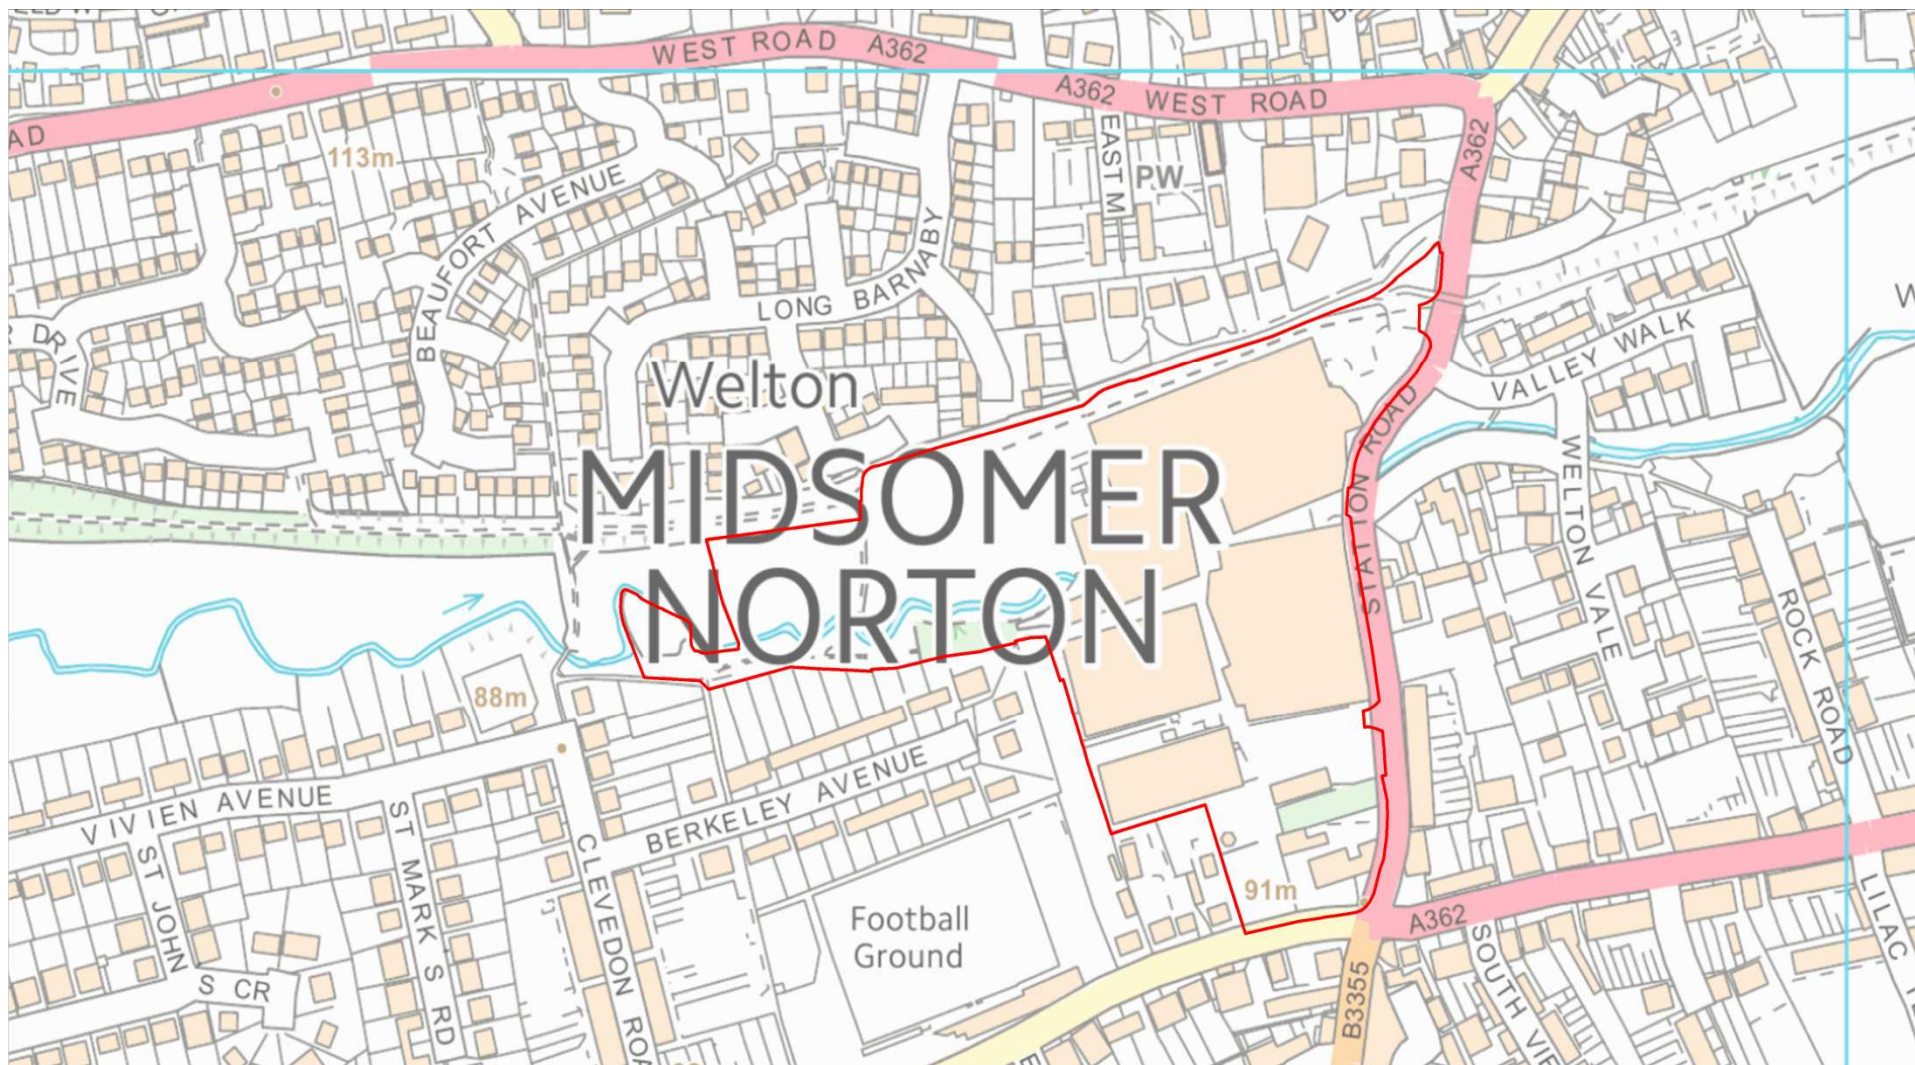 WEST ROAD A362
A362 WEST ROAD
AD
A362
113m
EAST M
PW
BEAUFORT AVENUE
LONG BARNABY
R DRIVE
VALLEY WALK
Welton
MIDSOMER
NORTON
STATION ROAD
WELTON VALE
ROCK ROAD
88m
VIVIEN AVENUE
BERKELEY AVENUE
ST JOHN
S CR
ST MARK S RD
CLEVEDON ROA
Football
Ground
91m
A362
B3355
SOUTH VIE
LILAC